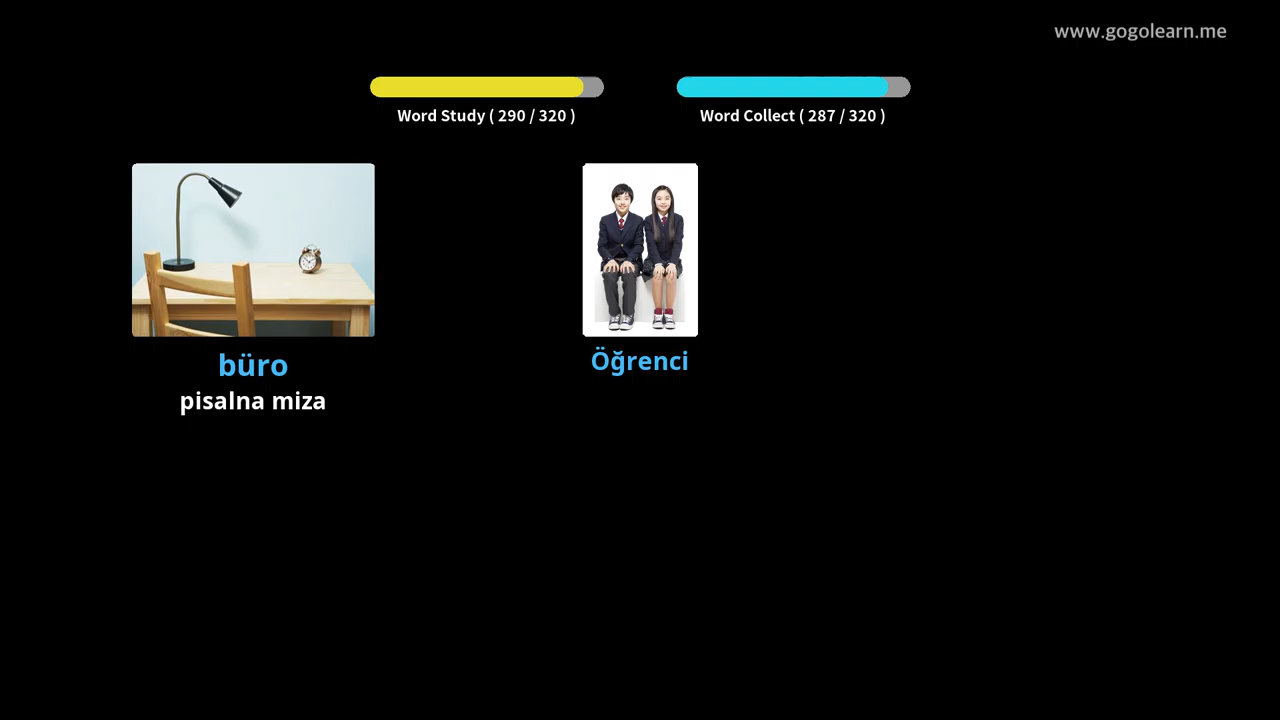 www.gogolearn.me
Word Study ( 290 / 320 )
Word Collect ( 287 / 320 )
büro
pisalna miza
Öğrenci